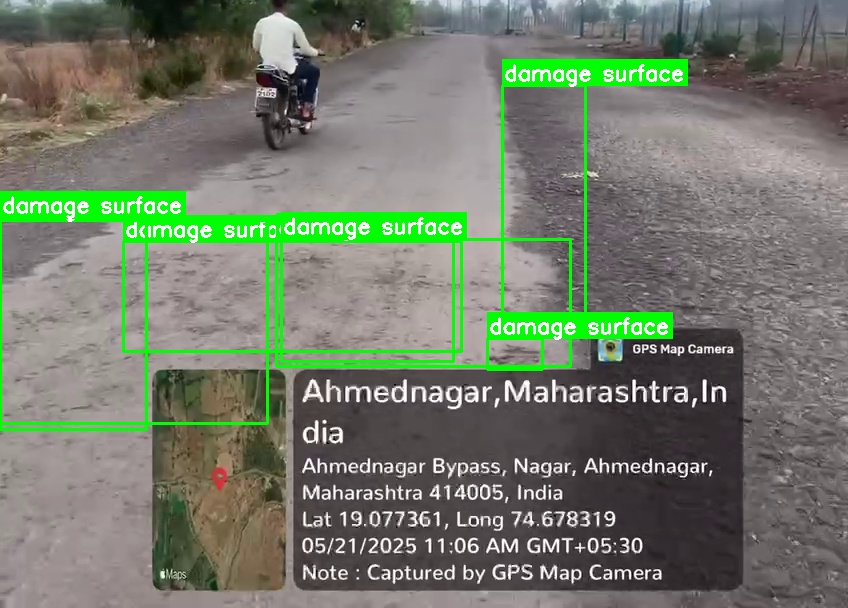 damage surface
damage surface
damage surface
damage surface
damage surface
GPS Map Camera
Ahmednagar,Maharashtra,In
dia
Ahmednagar Bypass, Nagar, Ahmednagar,
Maharashtra 414005, India
Lat 19.077361, Long 74.678319
05/21/2025 11:06 AM GMT+05:30
Note : Captured by GPS Map Camera
Maps